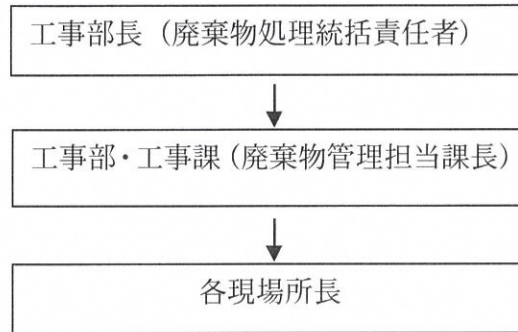 工事部長（廃棄物処理統括責任者）
工事部・工事課（廃棄物管理担当課長）
各現場所長